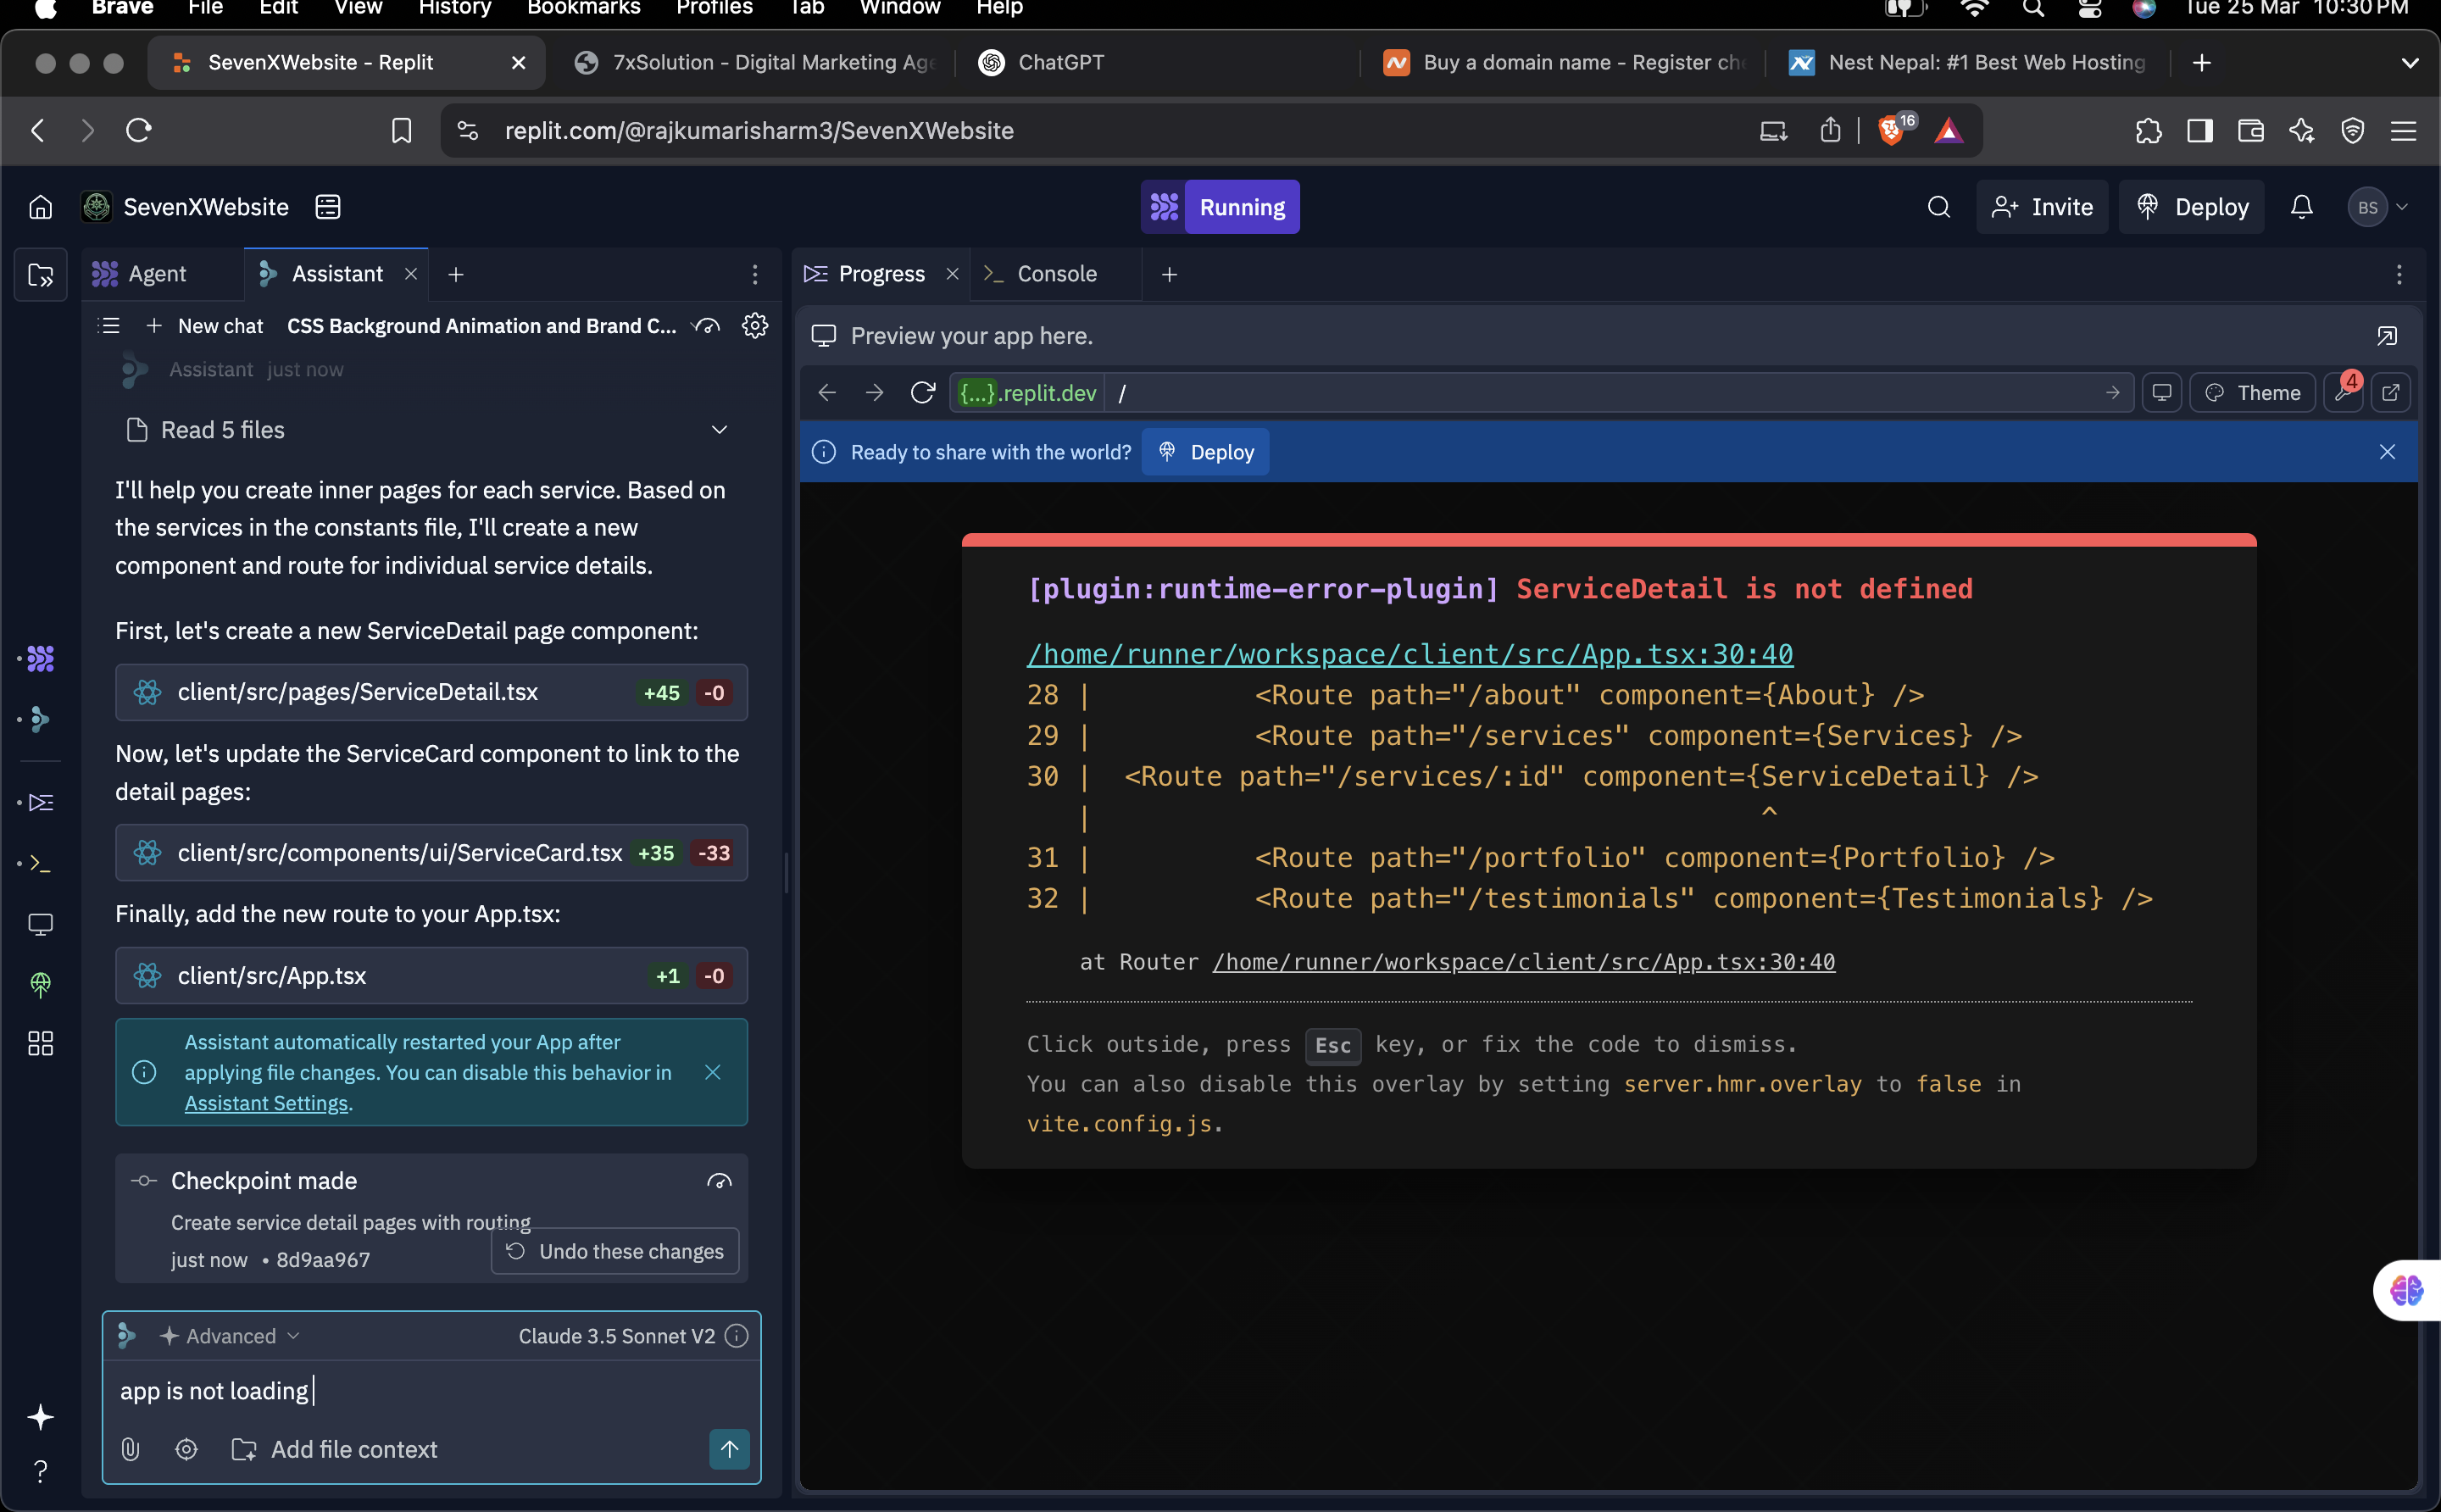 Brave File Edit View History Bookmarks Profiles Tab Window Help Tue 25 Mar 10:30 PM
SevenXWebsite - Replit 7xSolution - Digital Marketing Age ChatGPT Buy a domain name - Register che Nest Nepal: #1 Best Web Hosting
replit.com/@rajkumarisharm3/SevenXWebsite 16
SevenXWebsite Running Invite Deploy BS
Agent Assistant
New chat CSS Background Animation and Brand C...
Assistant just now
Read 5 files
I'll help you create inner pages for each service. Based on
the services in the constants file, I'll create a new
component and route for individual service details.
First, let's create a new ServiceDetail page component:
client/src/pages/ServiceDetail.tsx +45 -0
Now, let's update the ServiceCard component to link to the
detail pages:
client/src/components/ui/ServiceCard.tsx +35 -33
Finally, add the new route to your App.tsx:
client/src/App.tsx +1 -0
Assistant automatically restarted your App after
applying file changes. You can disable this behavior in
Assistant Settings.
Checkpoint made
Create service detail pages with routing
just now • 8d9aa967
Undo these changes
Advanced Claude 3.5 Sonnet V2
app is not loading
Add file context
Progress Console
Preview your app here.
{...}.replit.dev / Theme 4
Ready to share with the world? Deploy
[plugin:runtime-error-plugin] ServiceDetail is not defined
/home/runner/workspace/client/src/App.tsx:30:40
28 | <Route path="/about" component={About} />
29 | <Route path="/services" component={Services} />
30 | <Route path="/services/:id" component={ServiceDetail} />
| ^
31 | <Route path="/portfolio" component={Portfolio} />
32 | <Route path="/testimonials" component={Testimonials} />
at Router /home/runner/workspace/client/src/App.tsx:30:40
Click outside, press Esc key, or fix the code to dismiss.
You can also disable this overlay by setting server.hmr.overlay to false in
vite.config.js.